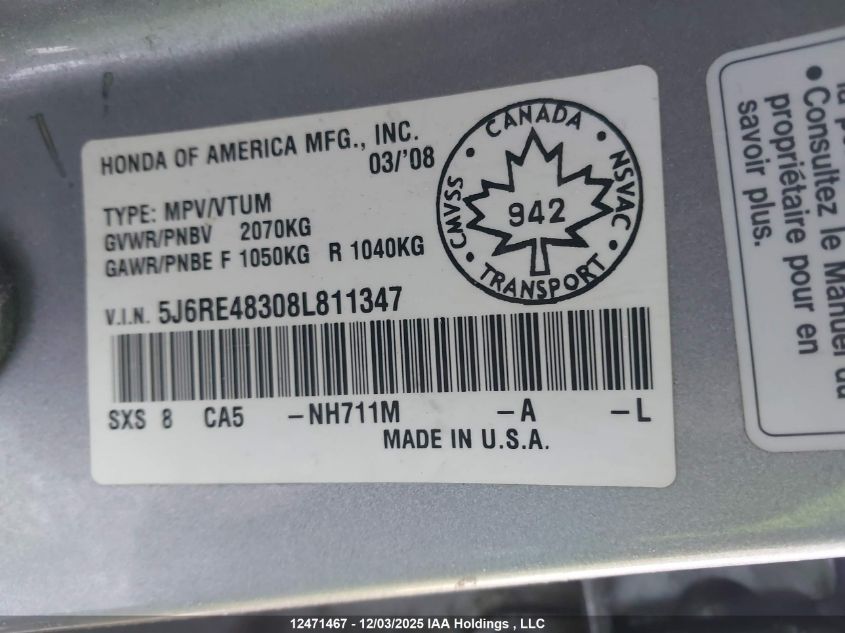 HONDA OF AMERICA MFG., INC.
03/'08
TYPE: MPV/VTUM
GVWR/PNBV 2070KG
GAWR/PNBE F 1050KG R 1040KG
V.I.N. 5J6RE48308L811347
SXS 8 CA5 -NH711M -A -L
MADE IN U.S.A.
CANADA
CMVSS
NSVAC
942
TRANSPORT
• Consultez le Manuel du
propriétaire pour en
savoir plus.
12471467 - 12/03/2025 IAA Holdings , LLC